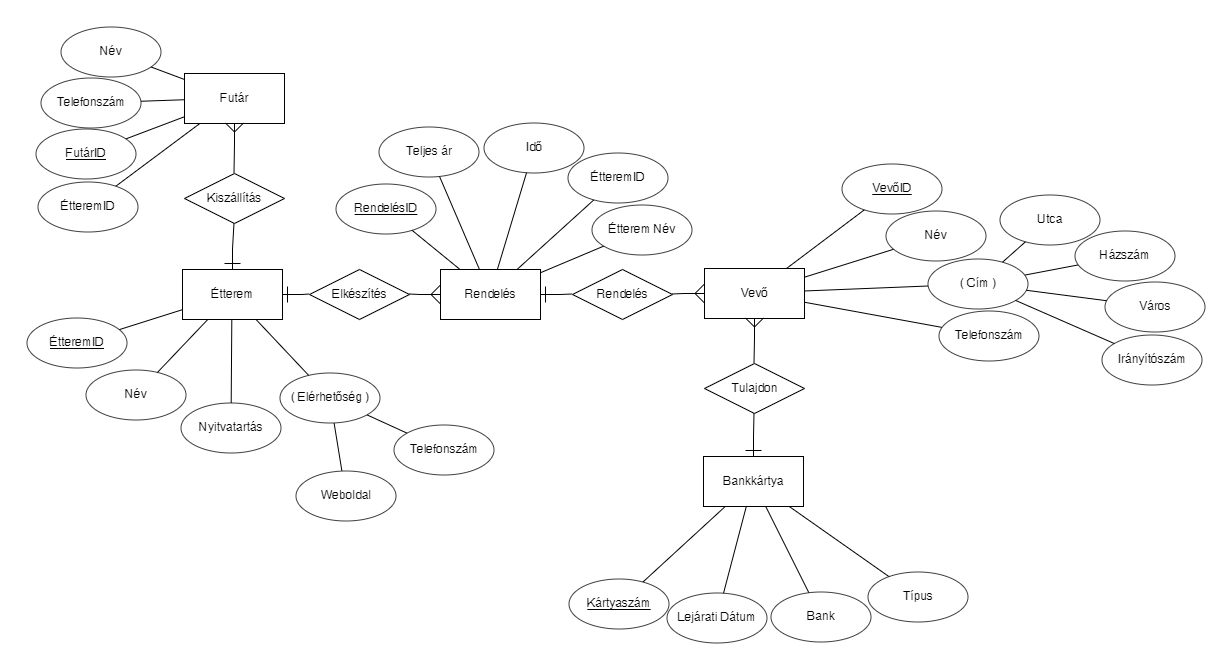 Név
Futár
Telefonszám
FutárID
ÉtteremID
Kiszállítás
Teljes ár
Idő
ÉtteremID
RendelésID
Étterem Név
VevőID
Név
Utca
Házszám
( Cím )
Város
Telefonszám
Irányítószám
Étterem
Elkészítés
Rendelés
Rendelés
Vevő
ÉtteremID
Név
Nyitvatartás
( Elérhetőség )
Telefonszám
Weboldal
Tulajdon
Bankkártya
Kártyaszám
Lejárati Dátum
Bank
Típus